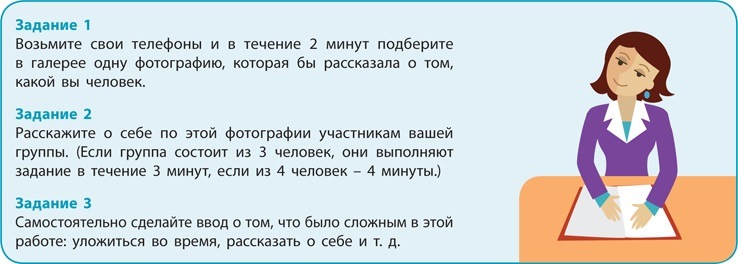 Задание 1
Возьмите свои телефоны и в течение 2 минут подберите
в галерее одну фотографию, которая бы рассказала о том,
какой вы человек.
Задание 2
Расскажите о себе по этой фотографии участникам вашей
группы. (Если группа состоит из 3 человек, они выполняют
задание в течение 3 минут, если из 4 человек – 4 минуты.)
Задание 3
Самостоятельно сделайте ввод о том, что было сложным в этой
работе: уложиться во время, рассказать о себе и т. д.